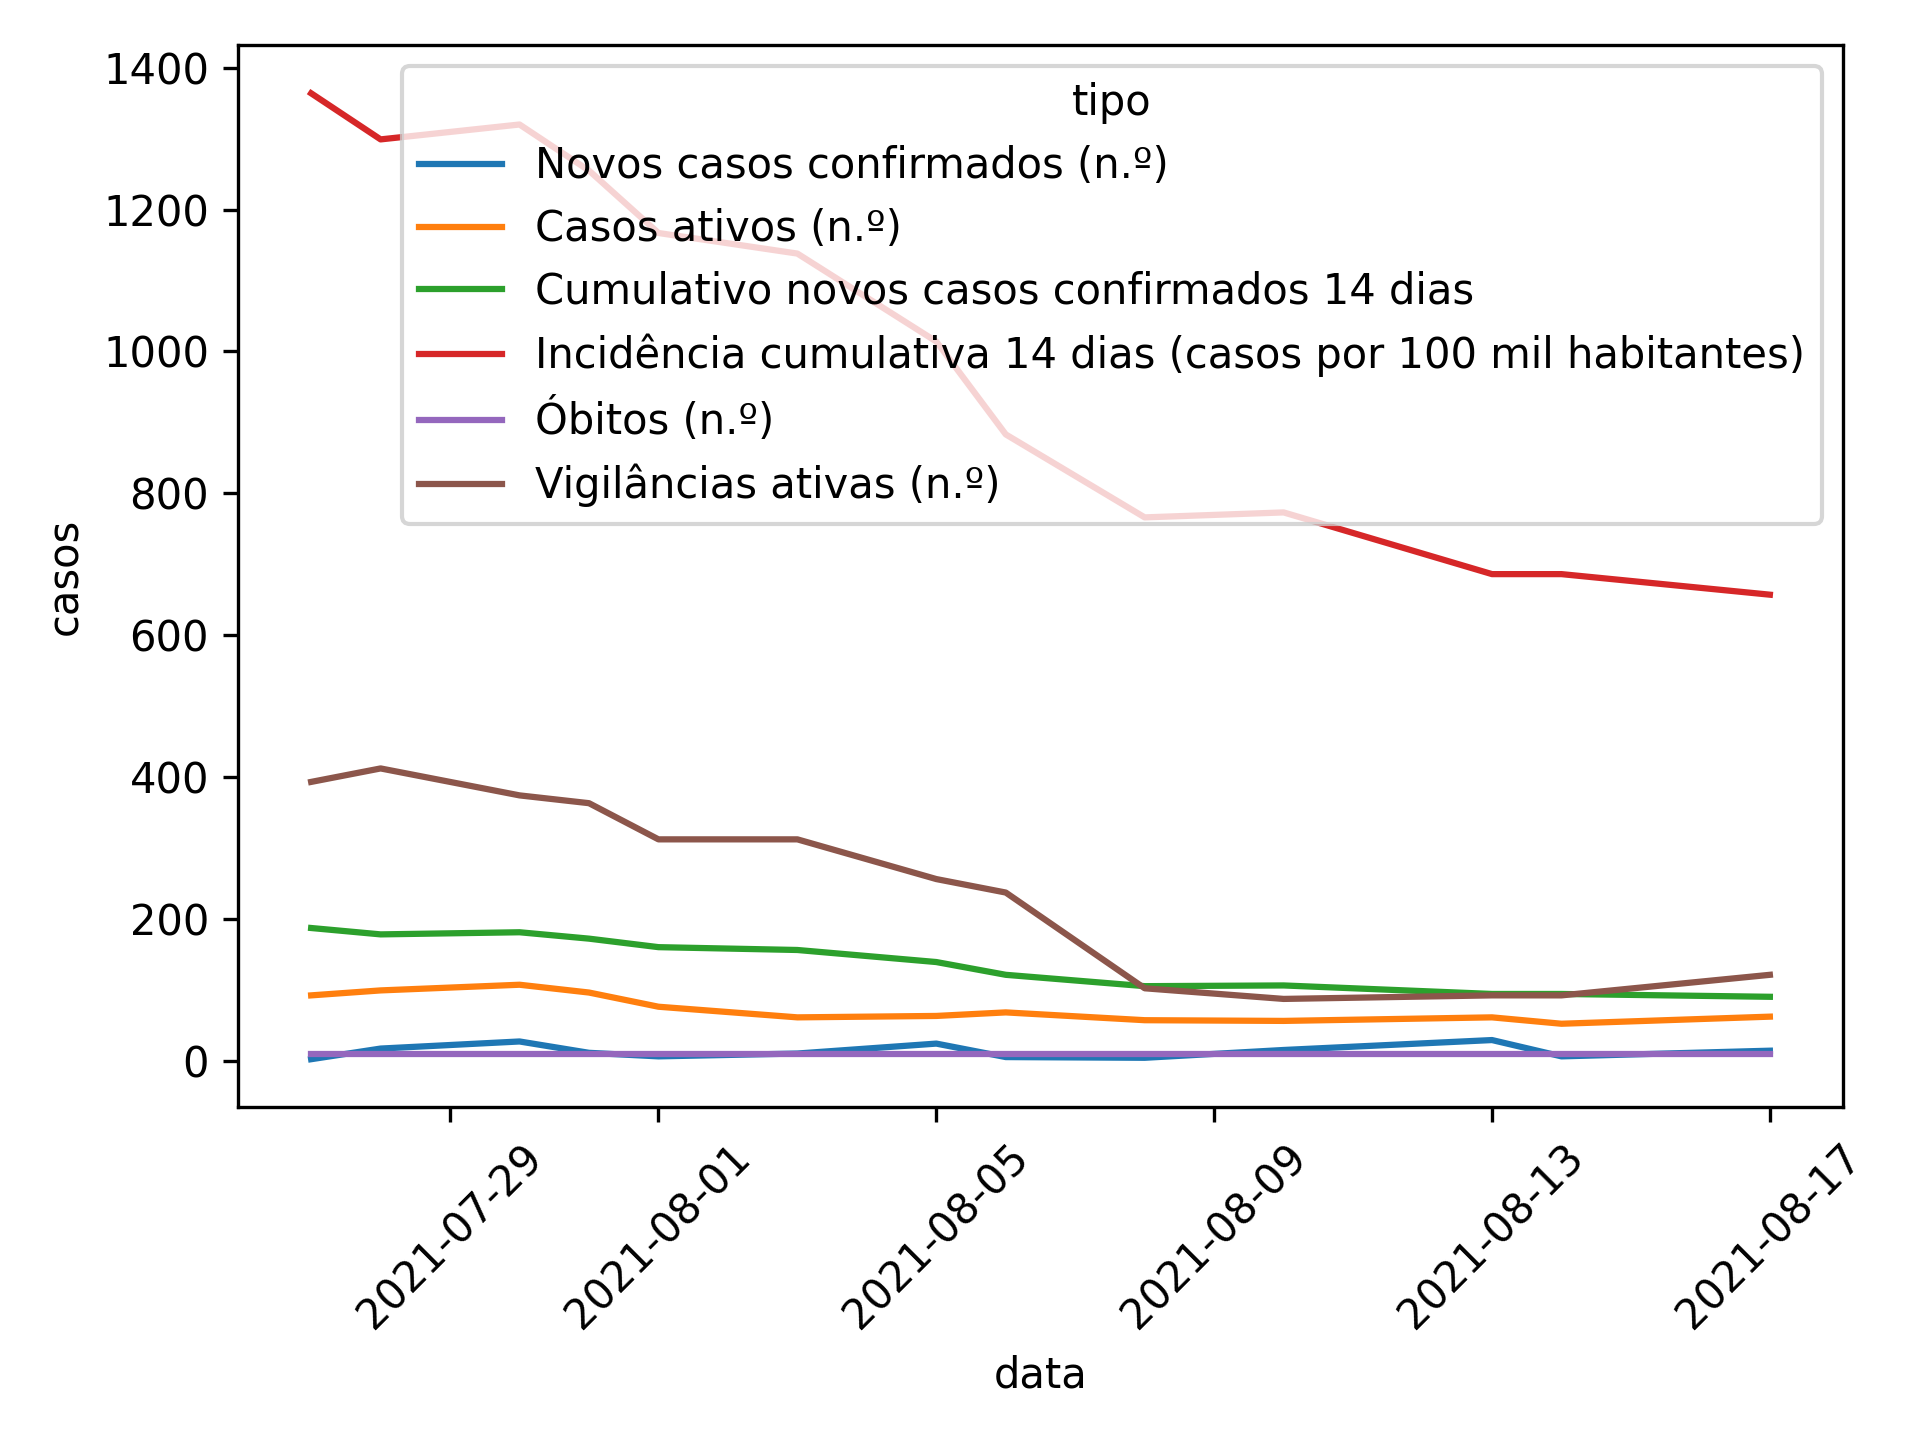 1400
1200
1000
800
600
400
200
0
casos
tipo
Novos casos confirmados (n.º)
Casos ativos (n.º)
Cumulativo novos casos confirmados 14 dias
Incidência cumulativa 14 dias (casos por 100 mil habitantes)
Óbitos (n.º)
Vigilâncias ativas (n.º)
2021-07-29
2021-08-01
2021-08-05
2021-08-09
2021-08-13
2021-08-17
data